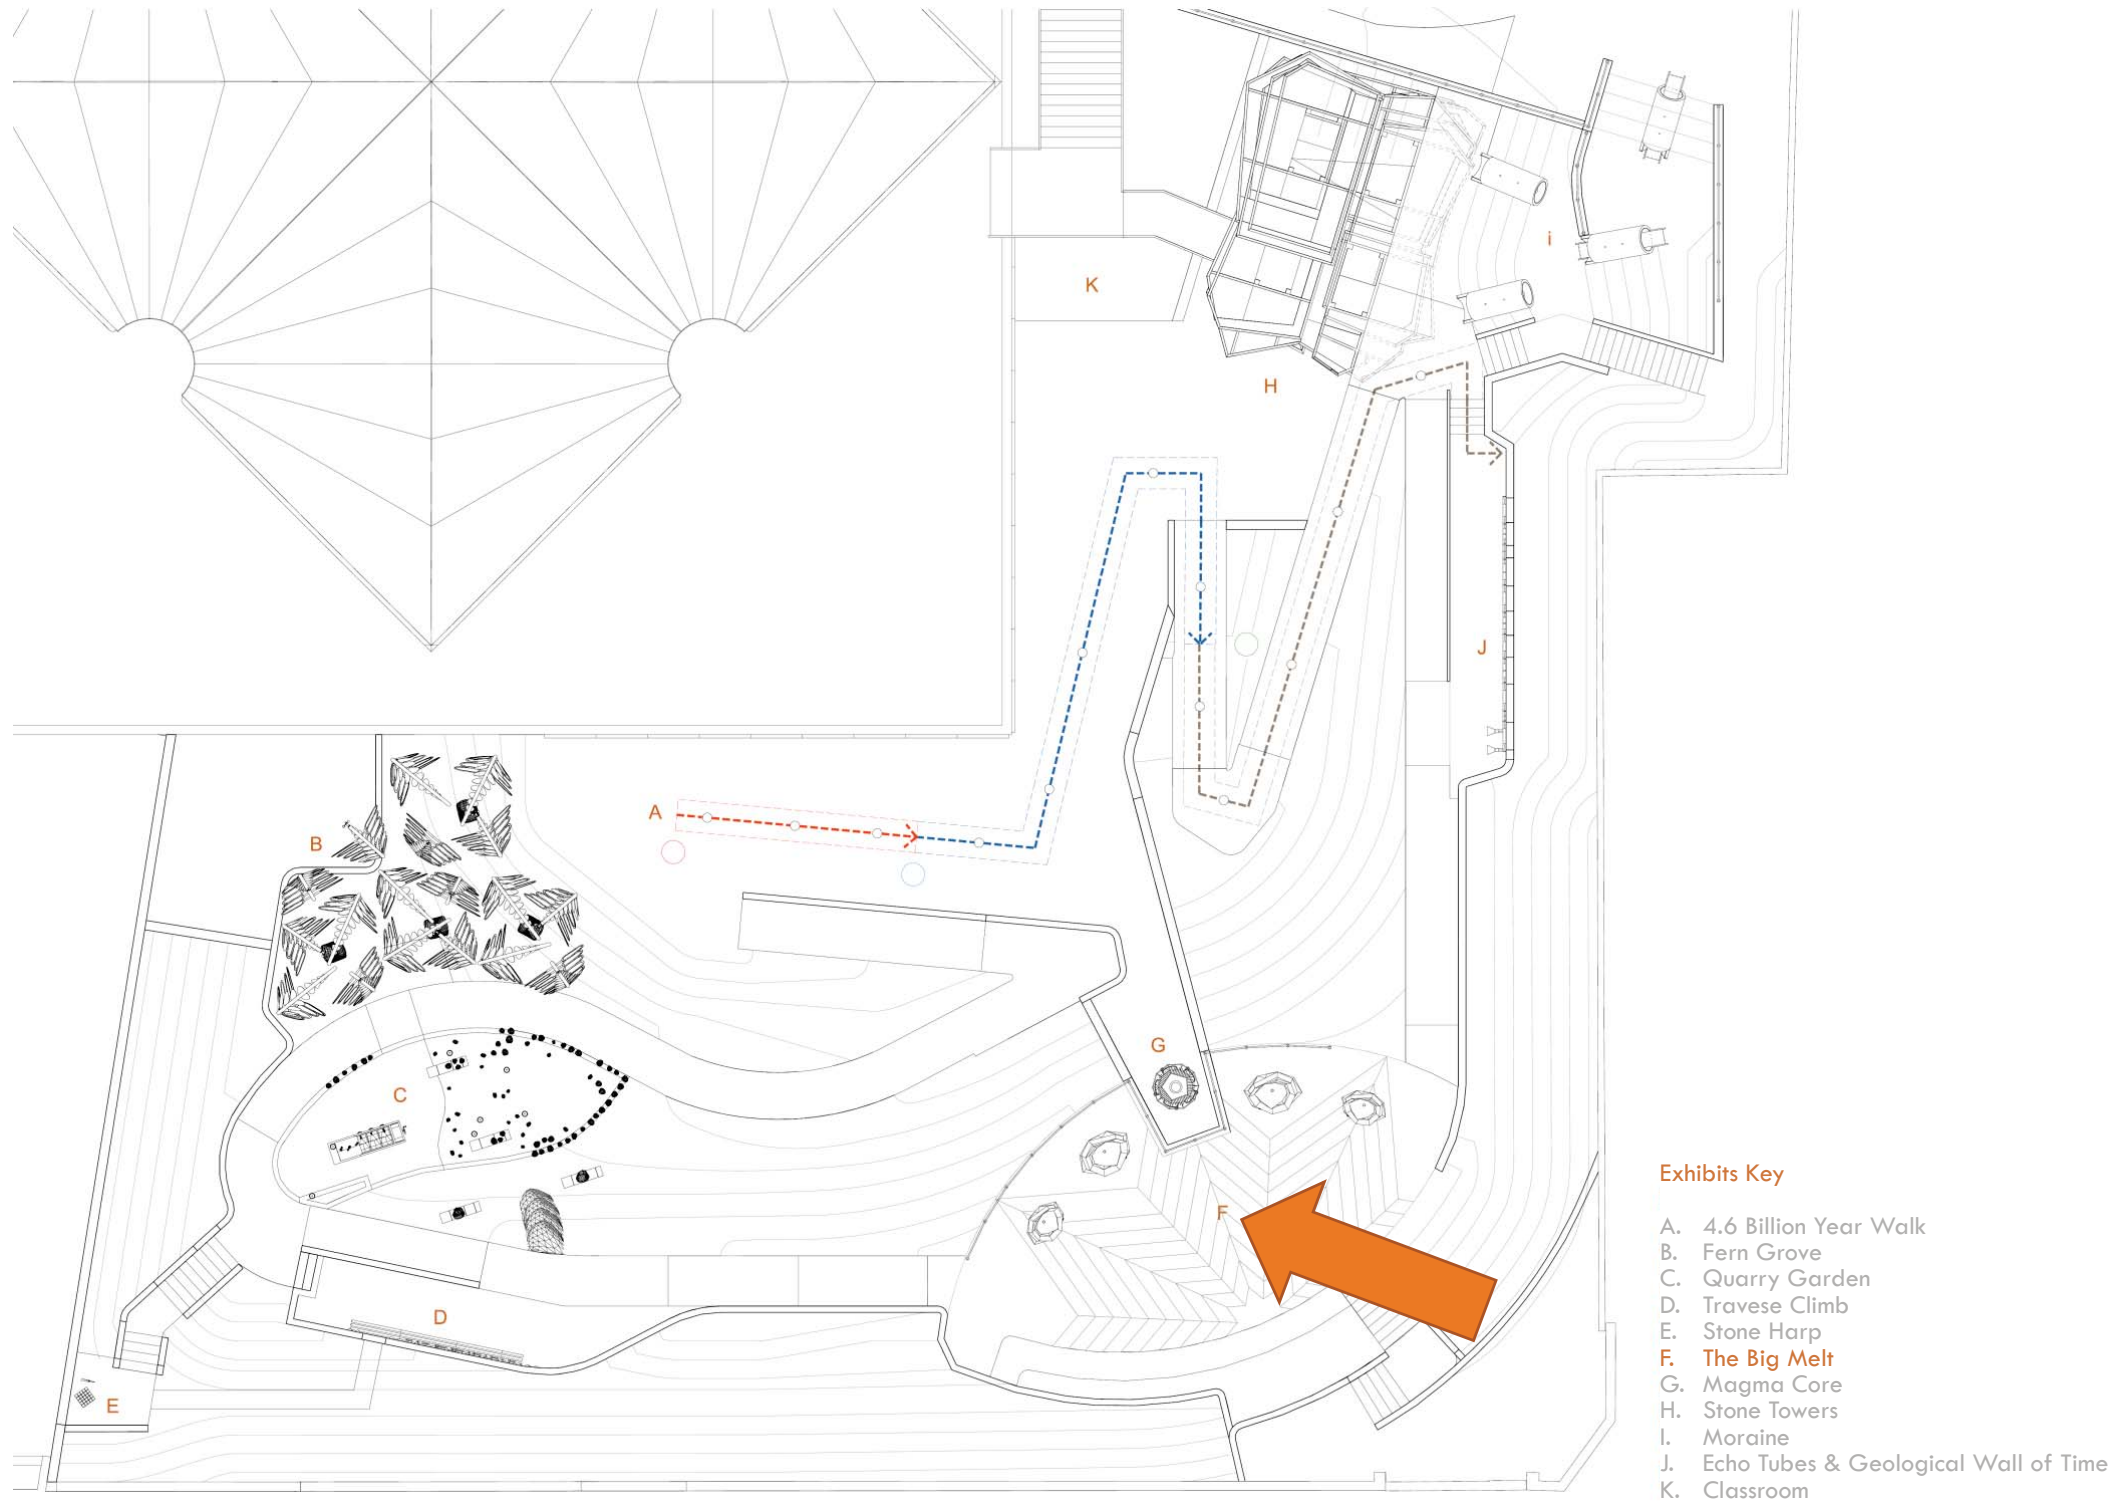 i
K
H
J
A
B
G
C
F
D
E
Exhibits Key
A. 4.6 Billion Year Walk
B. Fern Grove
C. Quarry Garden
D. Travese Climb
E. Stone Harp
F. The Big Melt
G. Magma Core
H. Stone Towers
I. Moraine
J. Echo Tubes & Geological Wall of Time
K. Classroom